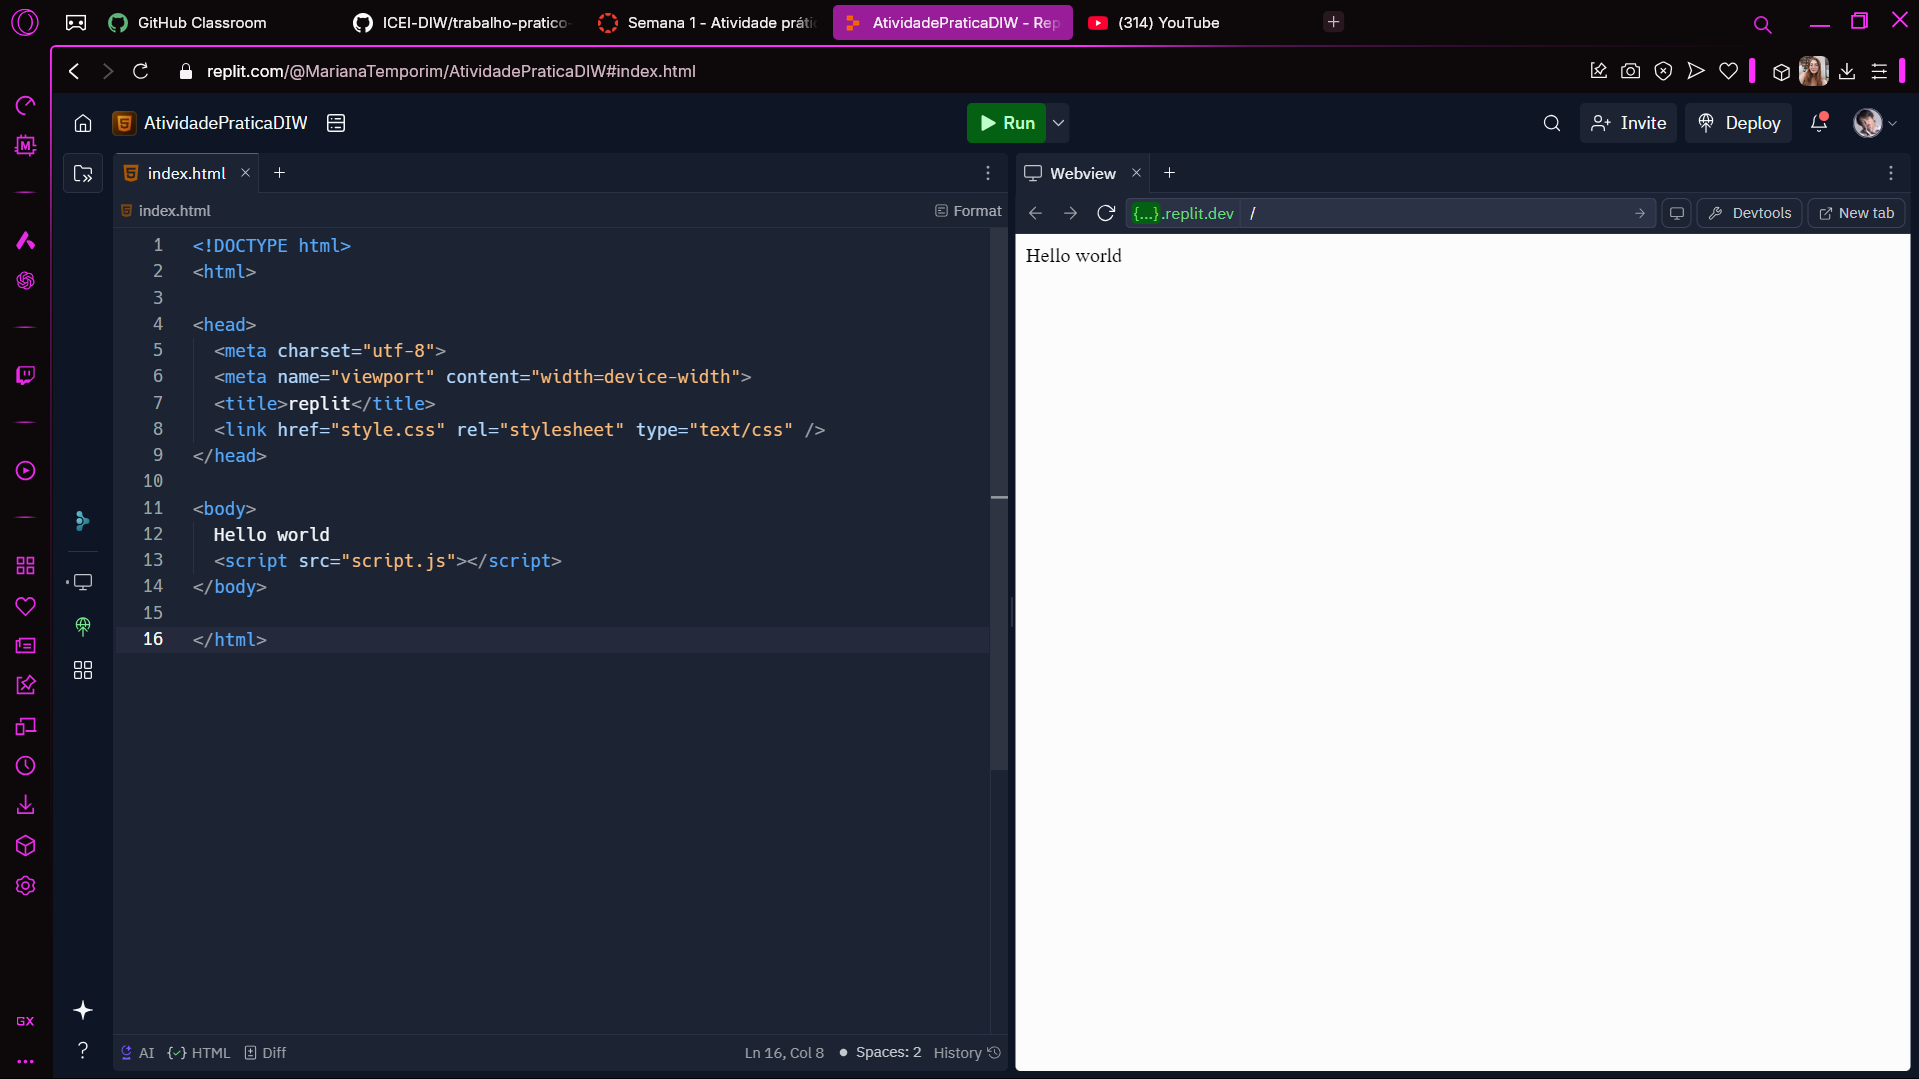 GitHub Classroom
ICEI-DIW/trabalho-pratico-
Semana 1 - Atividade práti
AtividadePraticaDIW - Rep
(314) YouTube
replit.com/@MarianaTemporim/AtividadePraticaDIW#index.html
AtividadePraticaDIW
Run
Invite
Deploy
index.html
Webview
index.html
Format
{...}.replit.dev /
Devtools
New tab
1 <!DOCTYPE html>
2 <html>
3
4 <head>
5 <meta charset="utf-8">
6 <meta name="viewport" content="width=device-width">
7 <title>replit</title>
8 <link href="style.css" rel="stylesheet" type="text/css" />
9 </head>
10
11 <body>
12 Hello world
13 <script src="script.js"></script>
14 </body>
15
16 </html>
Hello world
GX
?
AI
HTML
Diff
Ln 16, Col 8
Spaces: 2
History